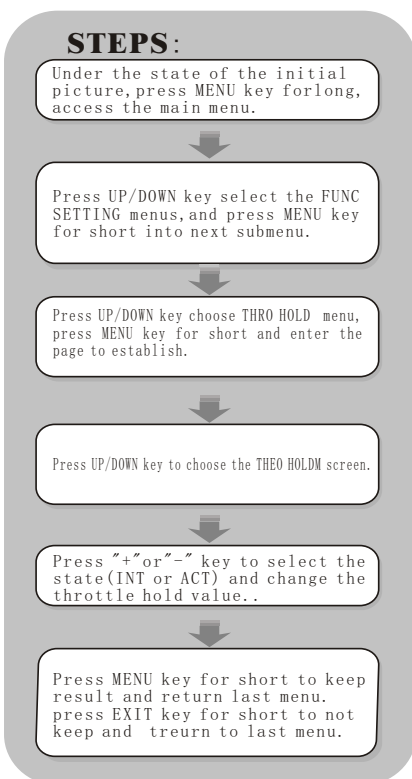 STEPS:
Under the state of the initial
picture,press MENU key forlong,
access the main menu.
Press UP/DOWN key select the FUNC
SETTING menus,and press MENU key
for short into next submenu.
Press UP/DOWN key choose THRO HOLD menu,
press MENU key for short and enter the
page to establish.
Press UP/DOWN key to choose the THEO HOLDM screen.
Press "+"or"-" key to select the
state(INT or ACT) and change the
throttle hold value..
Press MENU key for short to keep
result and return last menu.
press EXIT key for short to not
keep and treurn to last menu.